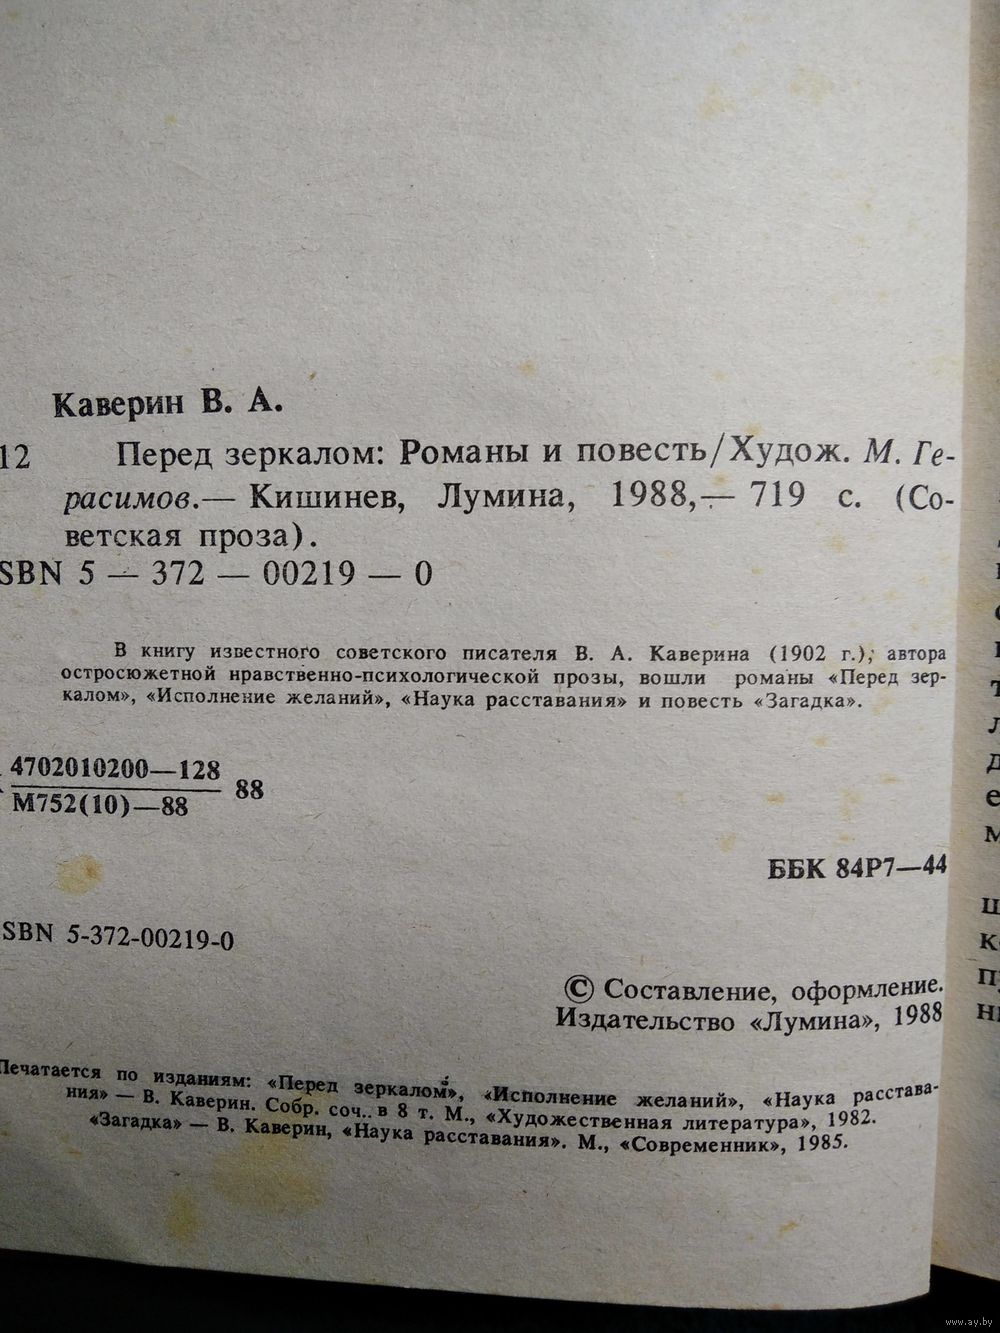 Каверин В. А.
12 Перед зеркалом: Романы и повесть/Худож. М. Ге-
расимов.— Кишинев, Лумина, 1988,— 719 с. (Со-
ветская проза).
SBN 5 — 372 — 00219 — 0
В книгу известного советского писателя В. А. Каверина (1902 г.), автора
остросюжетной нравственно-психологической прозы, вошли романы «Перед зер-
калом», «Исполнение желаний», «Наука расставания» и повесть «Загадка».
4702010200—128
М752(10)—88
88
ББК 84Р7—44
SBN 5-372-00219-0
© Составление, оформление.
Издательство «Лумина», 1988
Печатается по изданиям: «Перед зеркалом», «Исполнение желаний», «Наука расстава-
ния» — В. Каверин. Собр. соч.. в 8 т. М., «Художественная литература», 1982.
«Загадка» — В. Каверин, «Наука расставания». М., «Современник», 1985.
www.ay.by